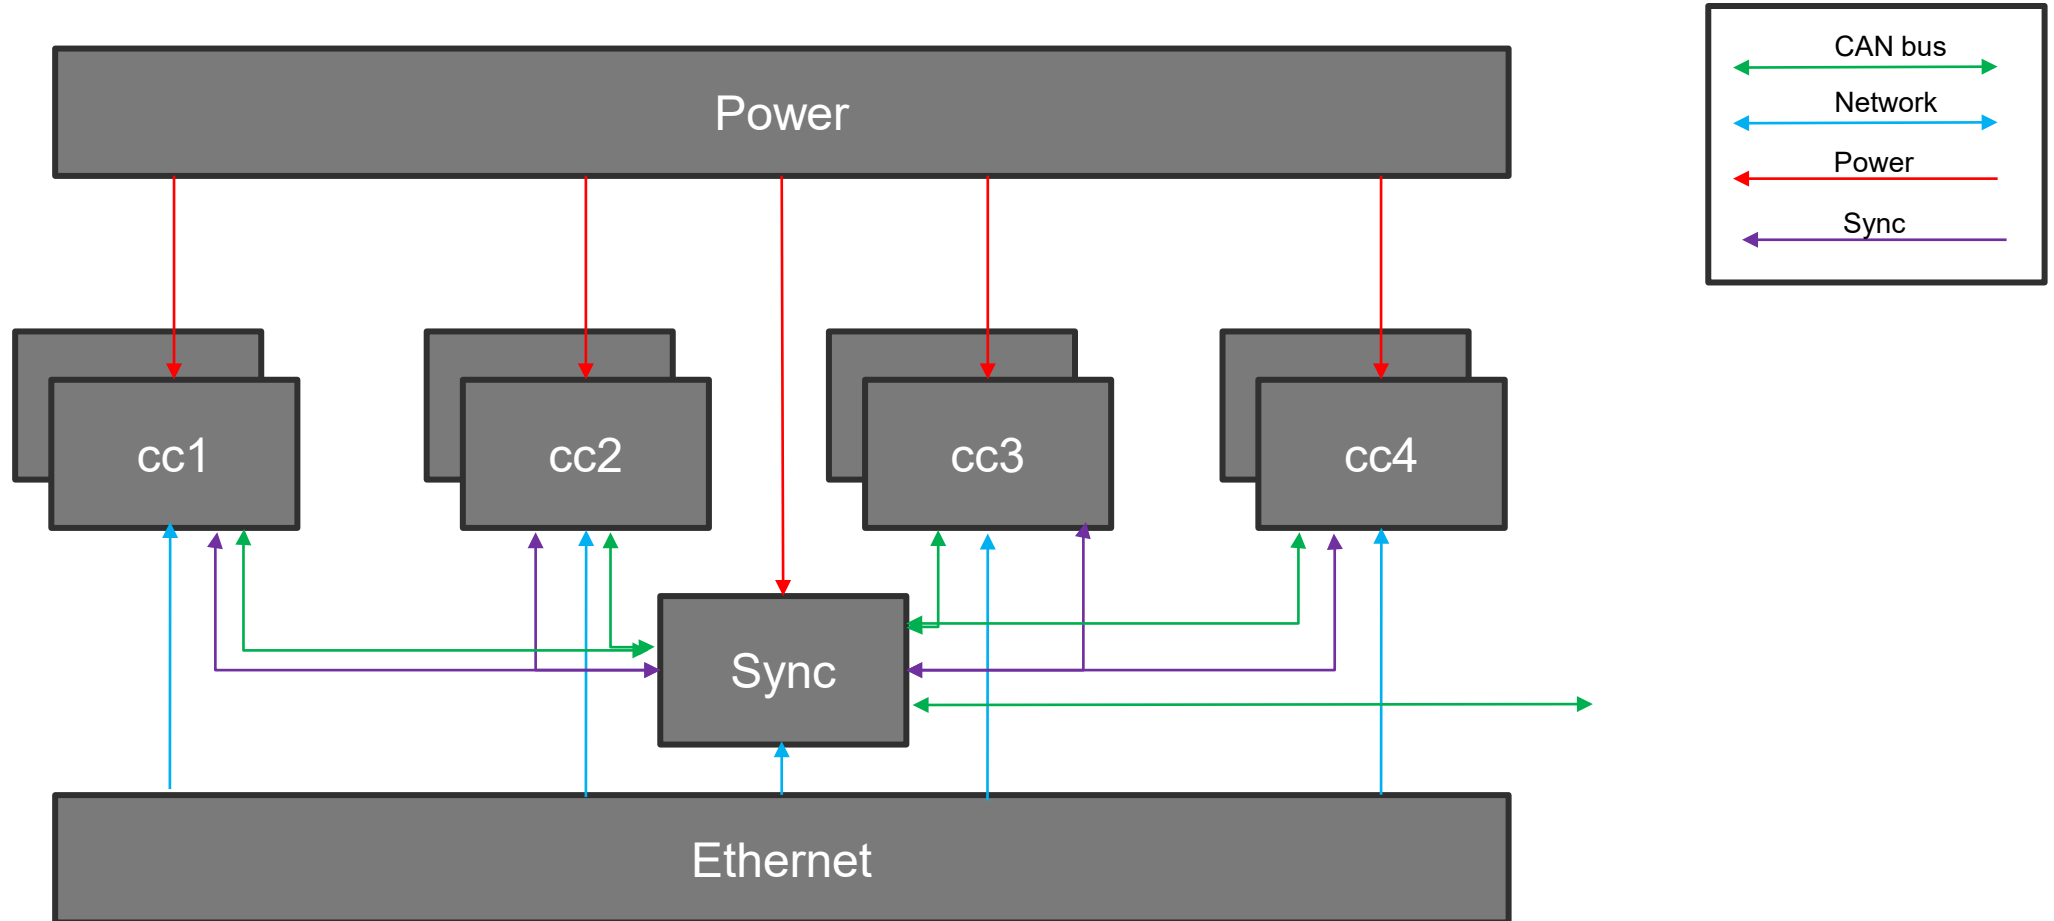 Power
CAN bus
Network
Power
Sync
cc1
cc2
cc3
cc4
Sync
Ethernet